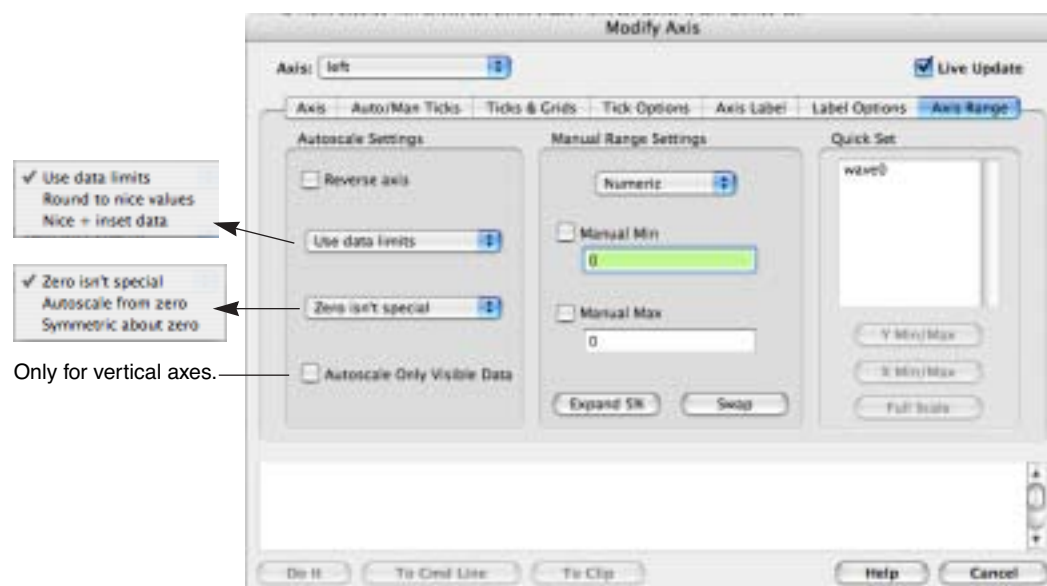 Modify Axis
Axis: left
Live Update
Axis Auto/Man Ticks Ticks & Grids Tick Options Axis Label Label Options Axis Range
Autoscale Settings
Reverse axis
Use data limits
Zero isn't special
Autoscale Only Visible Data
Manual Range Settings
Numeric
Manual Min
0
Manual Max
0
Expand 5%
Swap
Quick Set
wave0
Y Min/Max
X Min/Max
Full Scale
✓ Use data limits
Round to nice values
Nice + inset data
✓ Zero isn't special
Autoscale from zero
Symmetric about zero
Only for vertical axes.
Do It
To Cmd Line
To Clip
Help
Cancel